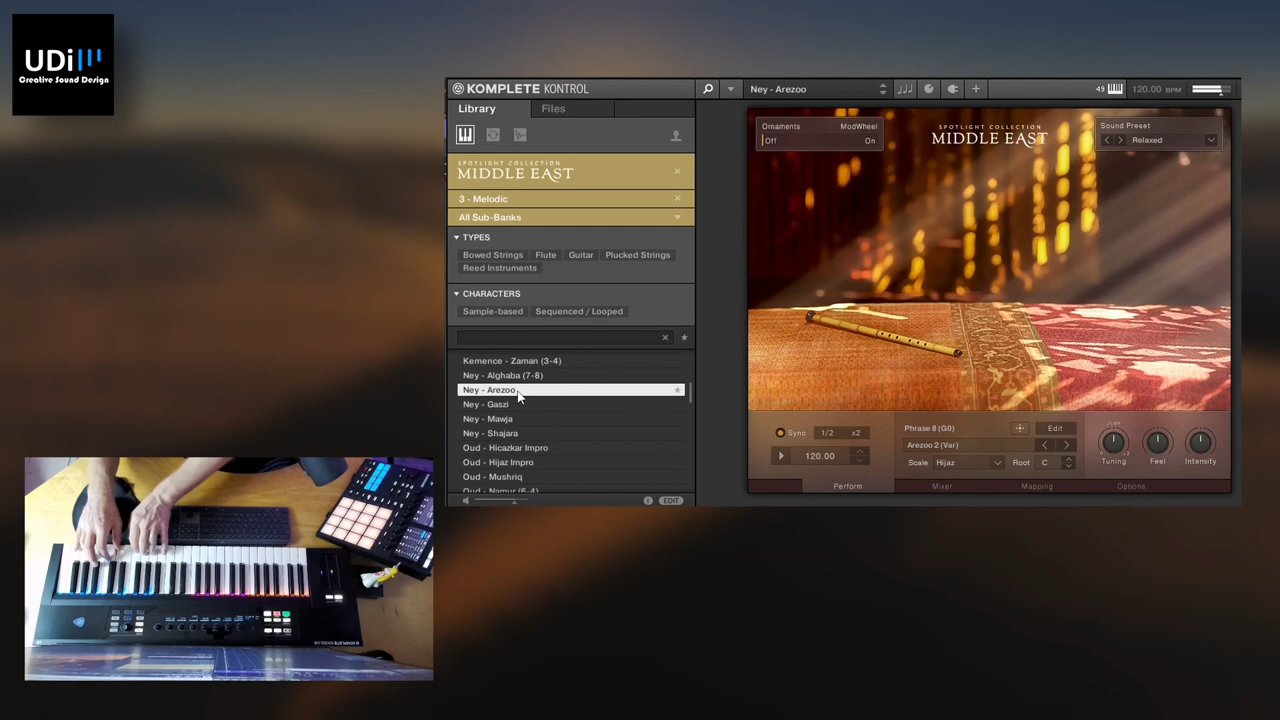 UDi
Creative Sound Design
KOMPLETE KONTROL
Library
Files
SPOTLIGHT COLLECTION
MIDDLE EAST
3 - Melodic
All Sub-Banks
TYPES
Bowed Strings Flute Guitar Plucked Strings
Reed Instruments
CHARACTERS
Sample-based Sequenced / Looped
Kemence - Zaman (3-4)
Ney - Alghaba (7-8)
Ney - Arezoo
Ney - Gaszi
Ney - Mawja
Ney - Shajara
Oud - Hicazkar Impro
Oud - Hijaz Impro
Oud - Mushriq
Oud - Namur (6-4)
EDIT
Ney - Arezoo
49
120.00 BPM
Ornaments ModWheel
Off On
SPOTLIGHT COLLECTION
MIDDLE EAST
Sound Preset
Relaxed
Sync 1/2 x2
120.00
Phrase 8 (G0) Edit
Arezoo 2 (Var)
Scale Hijaz Root C
Tuning Feel Intensity
Perform Mixer Mapping Options